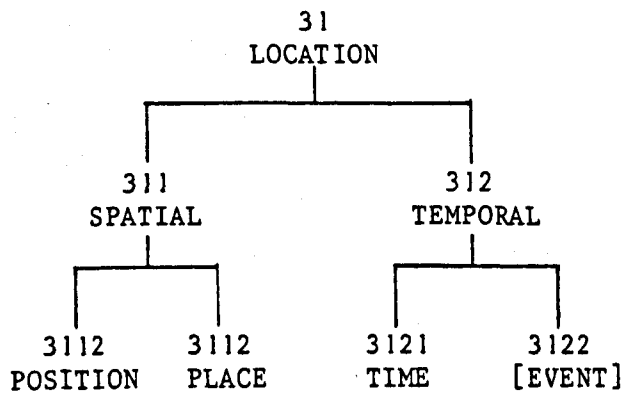 31
LOCATION
311 312
SPATIAL TEMPORAL
3112 3112 3121 3122
POSITION PLACE TIME [EVENT]